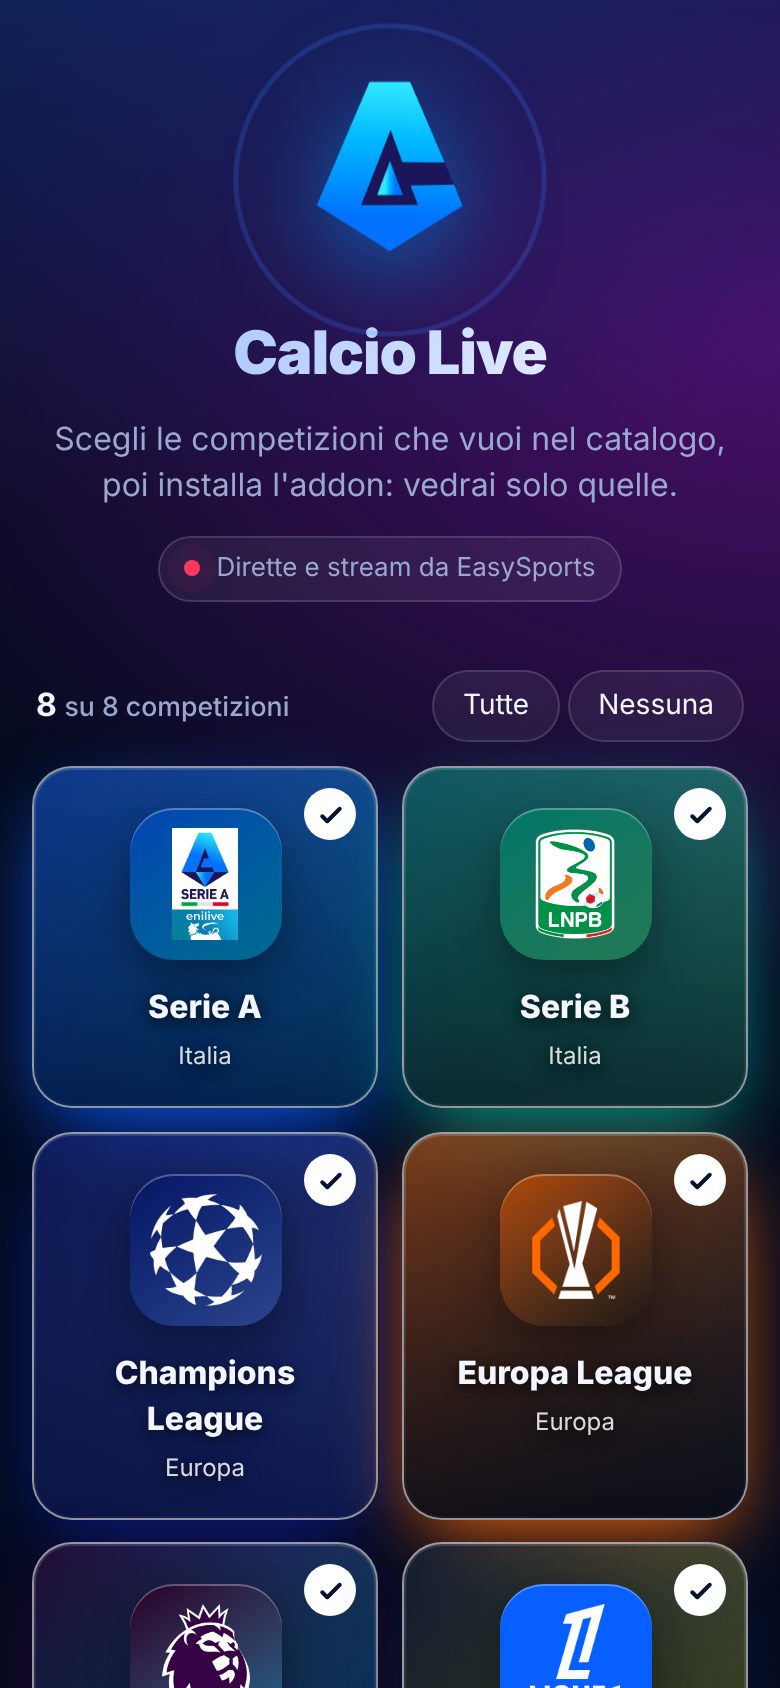 Calcio Live
Scegli le competizioni che vuoi nel catalogo,
poi installa l'addon: vedrai solo quelle.
Dirette e stream da EasySports
8 su 8 competizioni
Tutte
Nessuna
SERIE A
enilive
Serie A
Italia
LNPB
Serie B
Italia
Champions
League
Europa
TM
Europa League
Europa